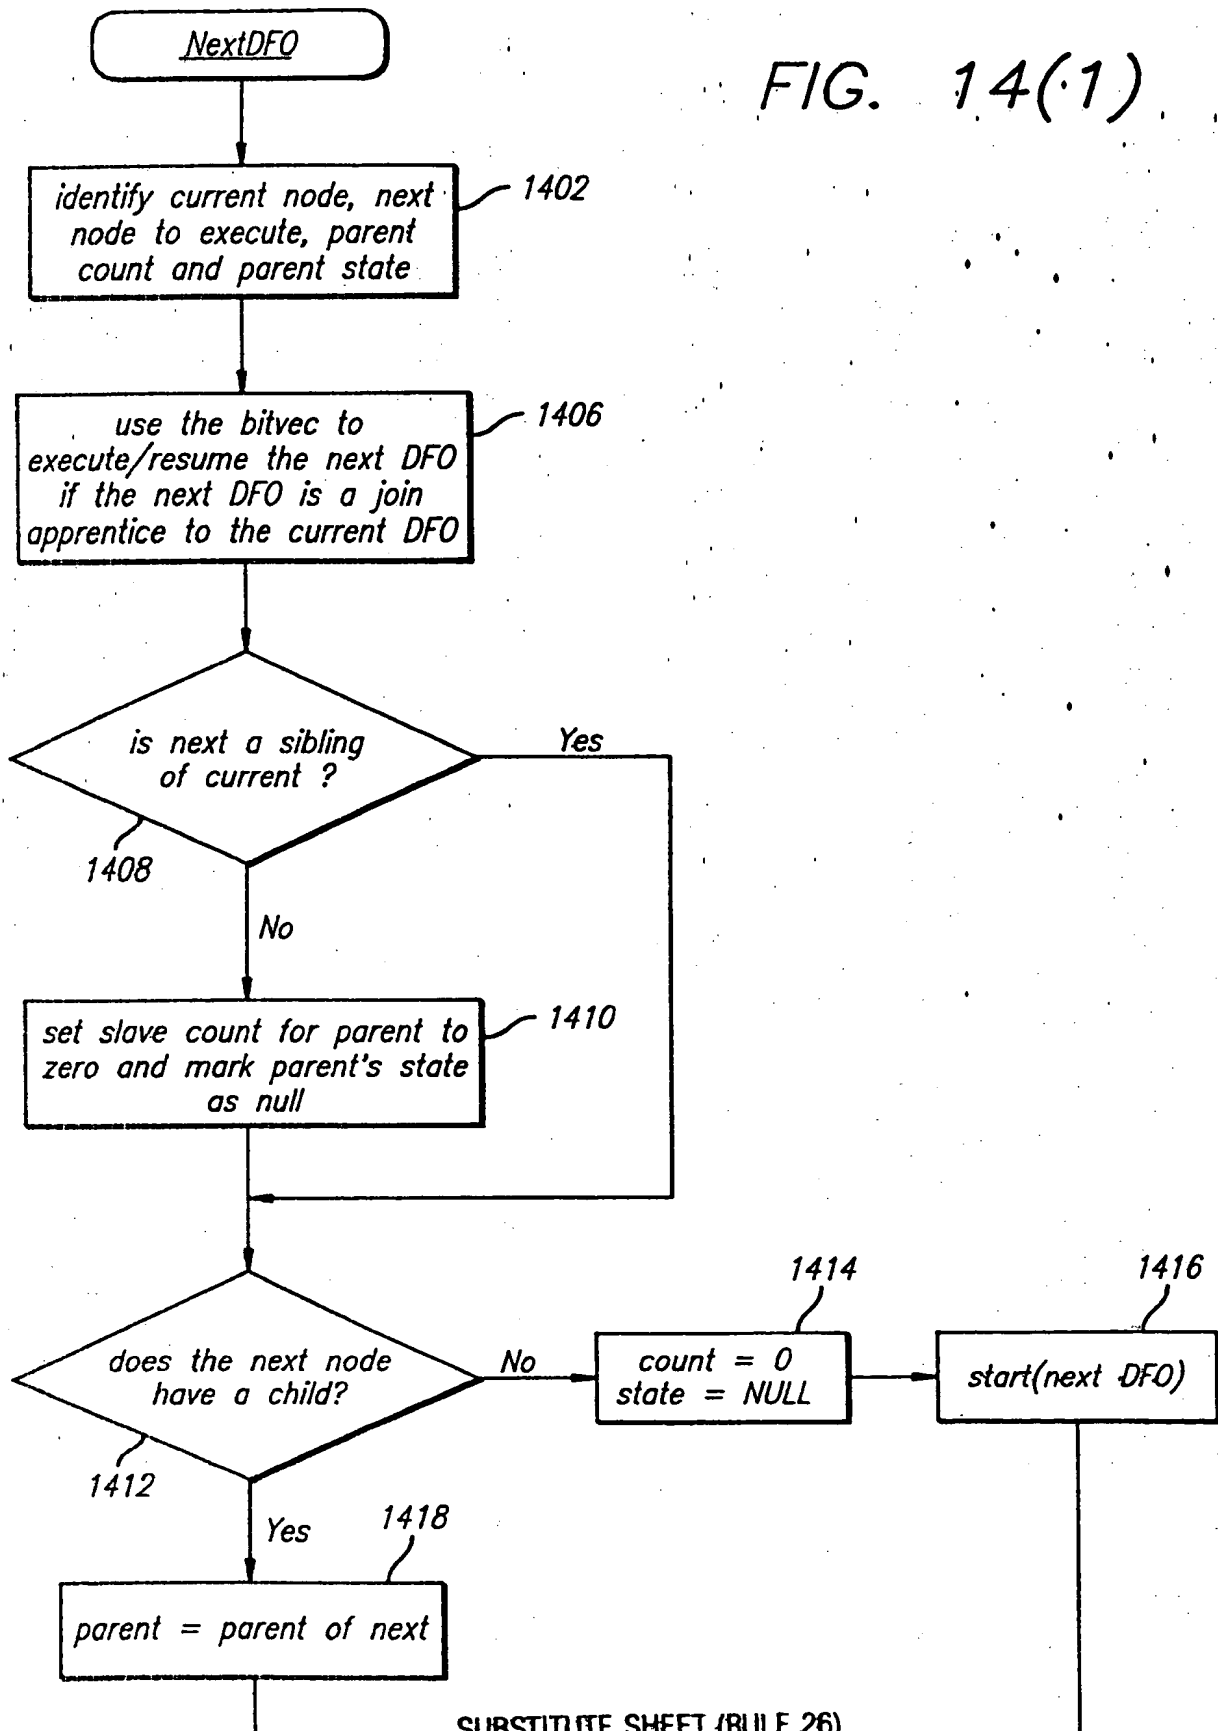 NextDFO
FIG. 14(1)
identify current node, next
node to execute, parent
count and parent state
1402
use the bitvec to
execute/resume the next DFO
if the next DFO is a join
apprentice to the current DFO
1406
is next a sibling
of current ?
Yes
1408
No
set slave count for parent to
zero and mark parent's state
as null
1410
does the next node
have a child?
No
1412
count = 0
state = NULL
1414
start(next DFO)
1416
Yes
1418
parent = parent of next
SUBSTITUTE SHEET (RULE 26)